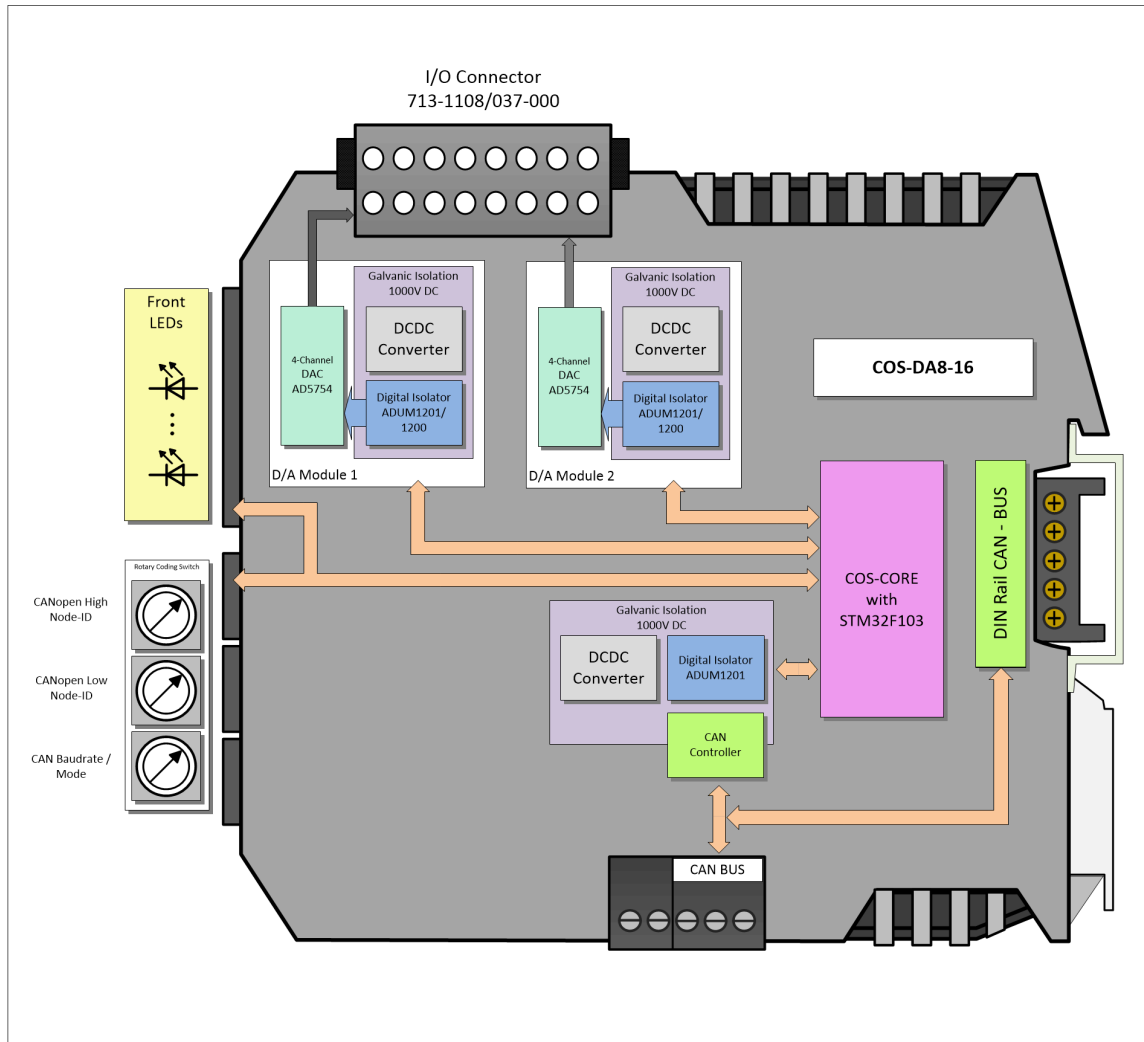 I/O Connector
713-1108/037-000
Front
LEDs
Galvanic Isolation
1000V DC
DCDC
Converter
4-Channel
DAC
AD5754
Digital Isolator
ADUM1201/
1200
D/A Module 1
Galvanic Isolation
1000V DC
DCDC
Converter
4-Channel
DAC
AD5754
Digital Isolator
ADUM1201/
1200
D/A Module 2
COS-DA8-16
COS-CORE
with
STM32F103
DIN Rail CAN - BUS
Rotary Coding Switch
CANopen High
Node-ID
CANopen Low
Node-ID
CAN Baudrate /
Mode
Galvanic Isolation
1000V DC
DCDC
Converter
Digital Isolator
ADUM1201
CAN
Controller
CAN BUS